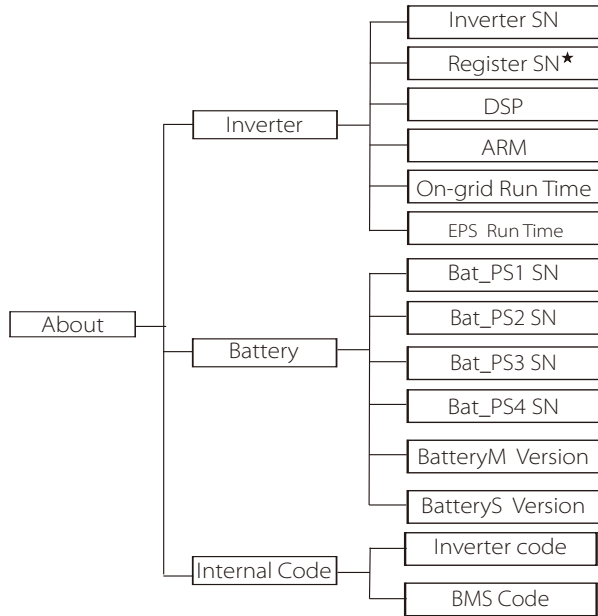 About
Inverter
Inverter SN
Register SN★
DSP
ARM
On-grid Run Time
EPS Run Time
Battery
Bat_PS1 SN
Bat_PS2 SN
Bat_PS3 SN
Bat_PS4 SN
BatteryM Version
BatteryS Version
Internal Code
Inverter code
BMS Code